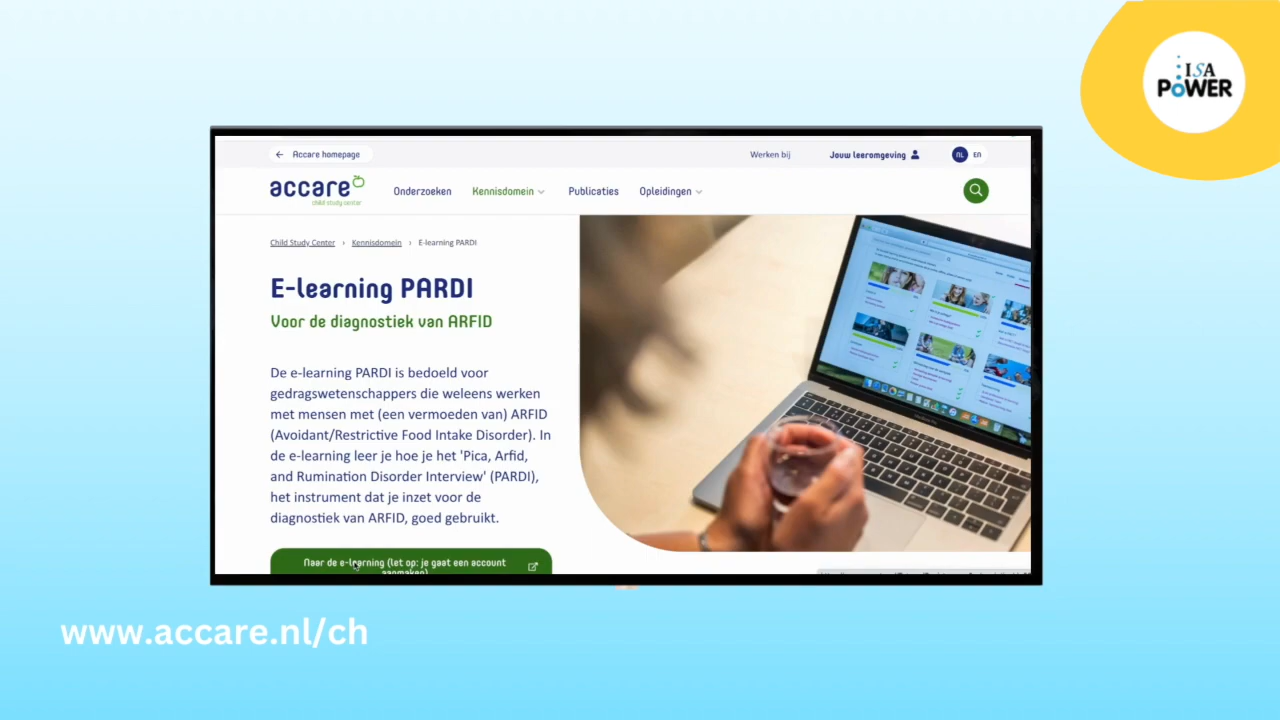 ISA
POWER
Accare homepage
Werken bij
Jouw leeromgeving
NL
EN
accare
child study center
Onderzoeken
Kennisdomein
Publicaties
Opleidingen
Child Study Center › Kennisdomein › E-learning PARDI
E-learning PARDI
Voor de diagnostiek van ARFID
De e-learning PARDI is bedoeld voor
gedragswetenschappers die weleens werken
met mensen met (een vermoeden van) ARFID
(Avoidant/Restrictive Food Intake Disorder). In
de e-learning leer je hoe je het 'Pica, Arfid,
and Rumination Disorder Interview' (PARDI),
het instrument dat je inzet voor de
diagnostiek van ARFID, goed gebruikt.
Naar de e-learning (let op: je gaat een account
aanmaken)
www.accare.nl/ch